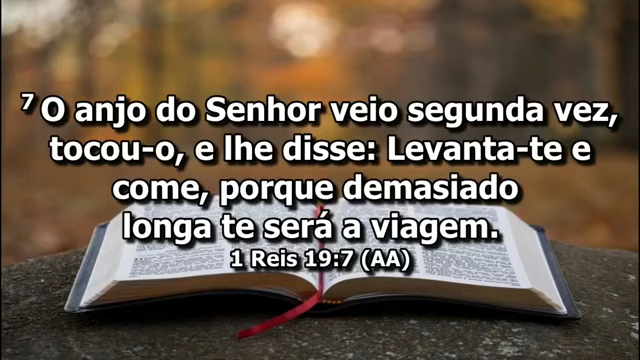 7 O anjo do Senhor veio segunda vez,
tocou-o, e lhe disse: Levanta-te e
come, porque demasiado
longa te será a viagem.
1 Reis 19:7 (AA)